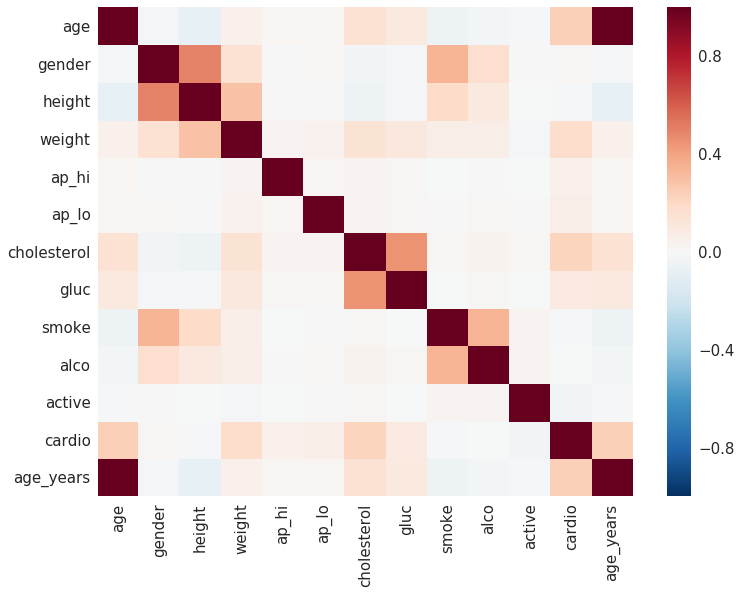 age
gender
height
weight
ap_hi
ap_lo
cholesterol
gluc
smoke
alco
active
cardio
age_years
age
gender
height
weight
ap_hi
ap_lo
cholesterol
gluc
smoke
alco
active
cardio
age_years
0.8
0.4
0.0
−0.4
−0.8